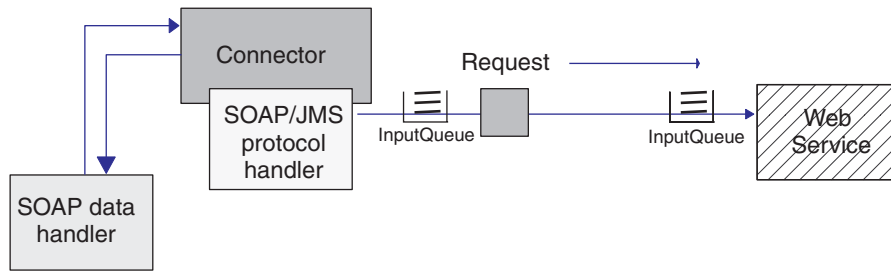 Connector
Request
SOAP/JMS
protocol
handler
InputQueue
InputQueue
Web
Service
SOAP data
handler